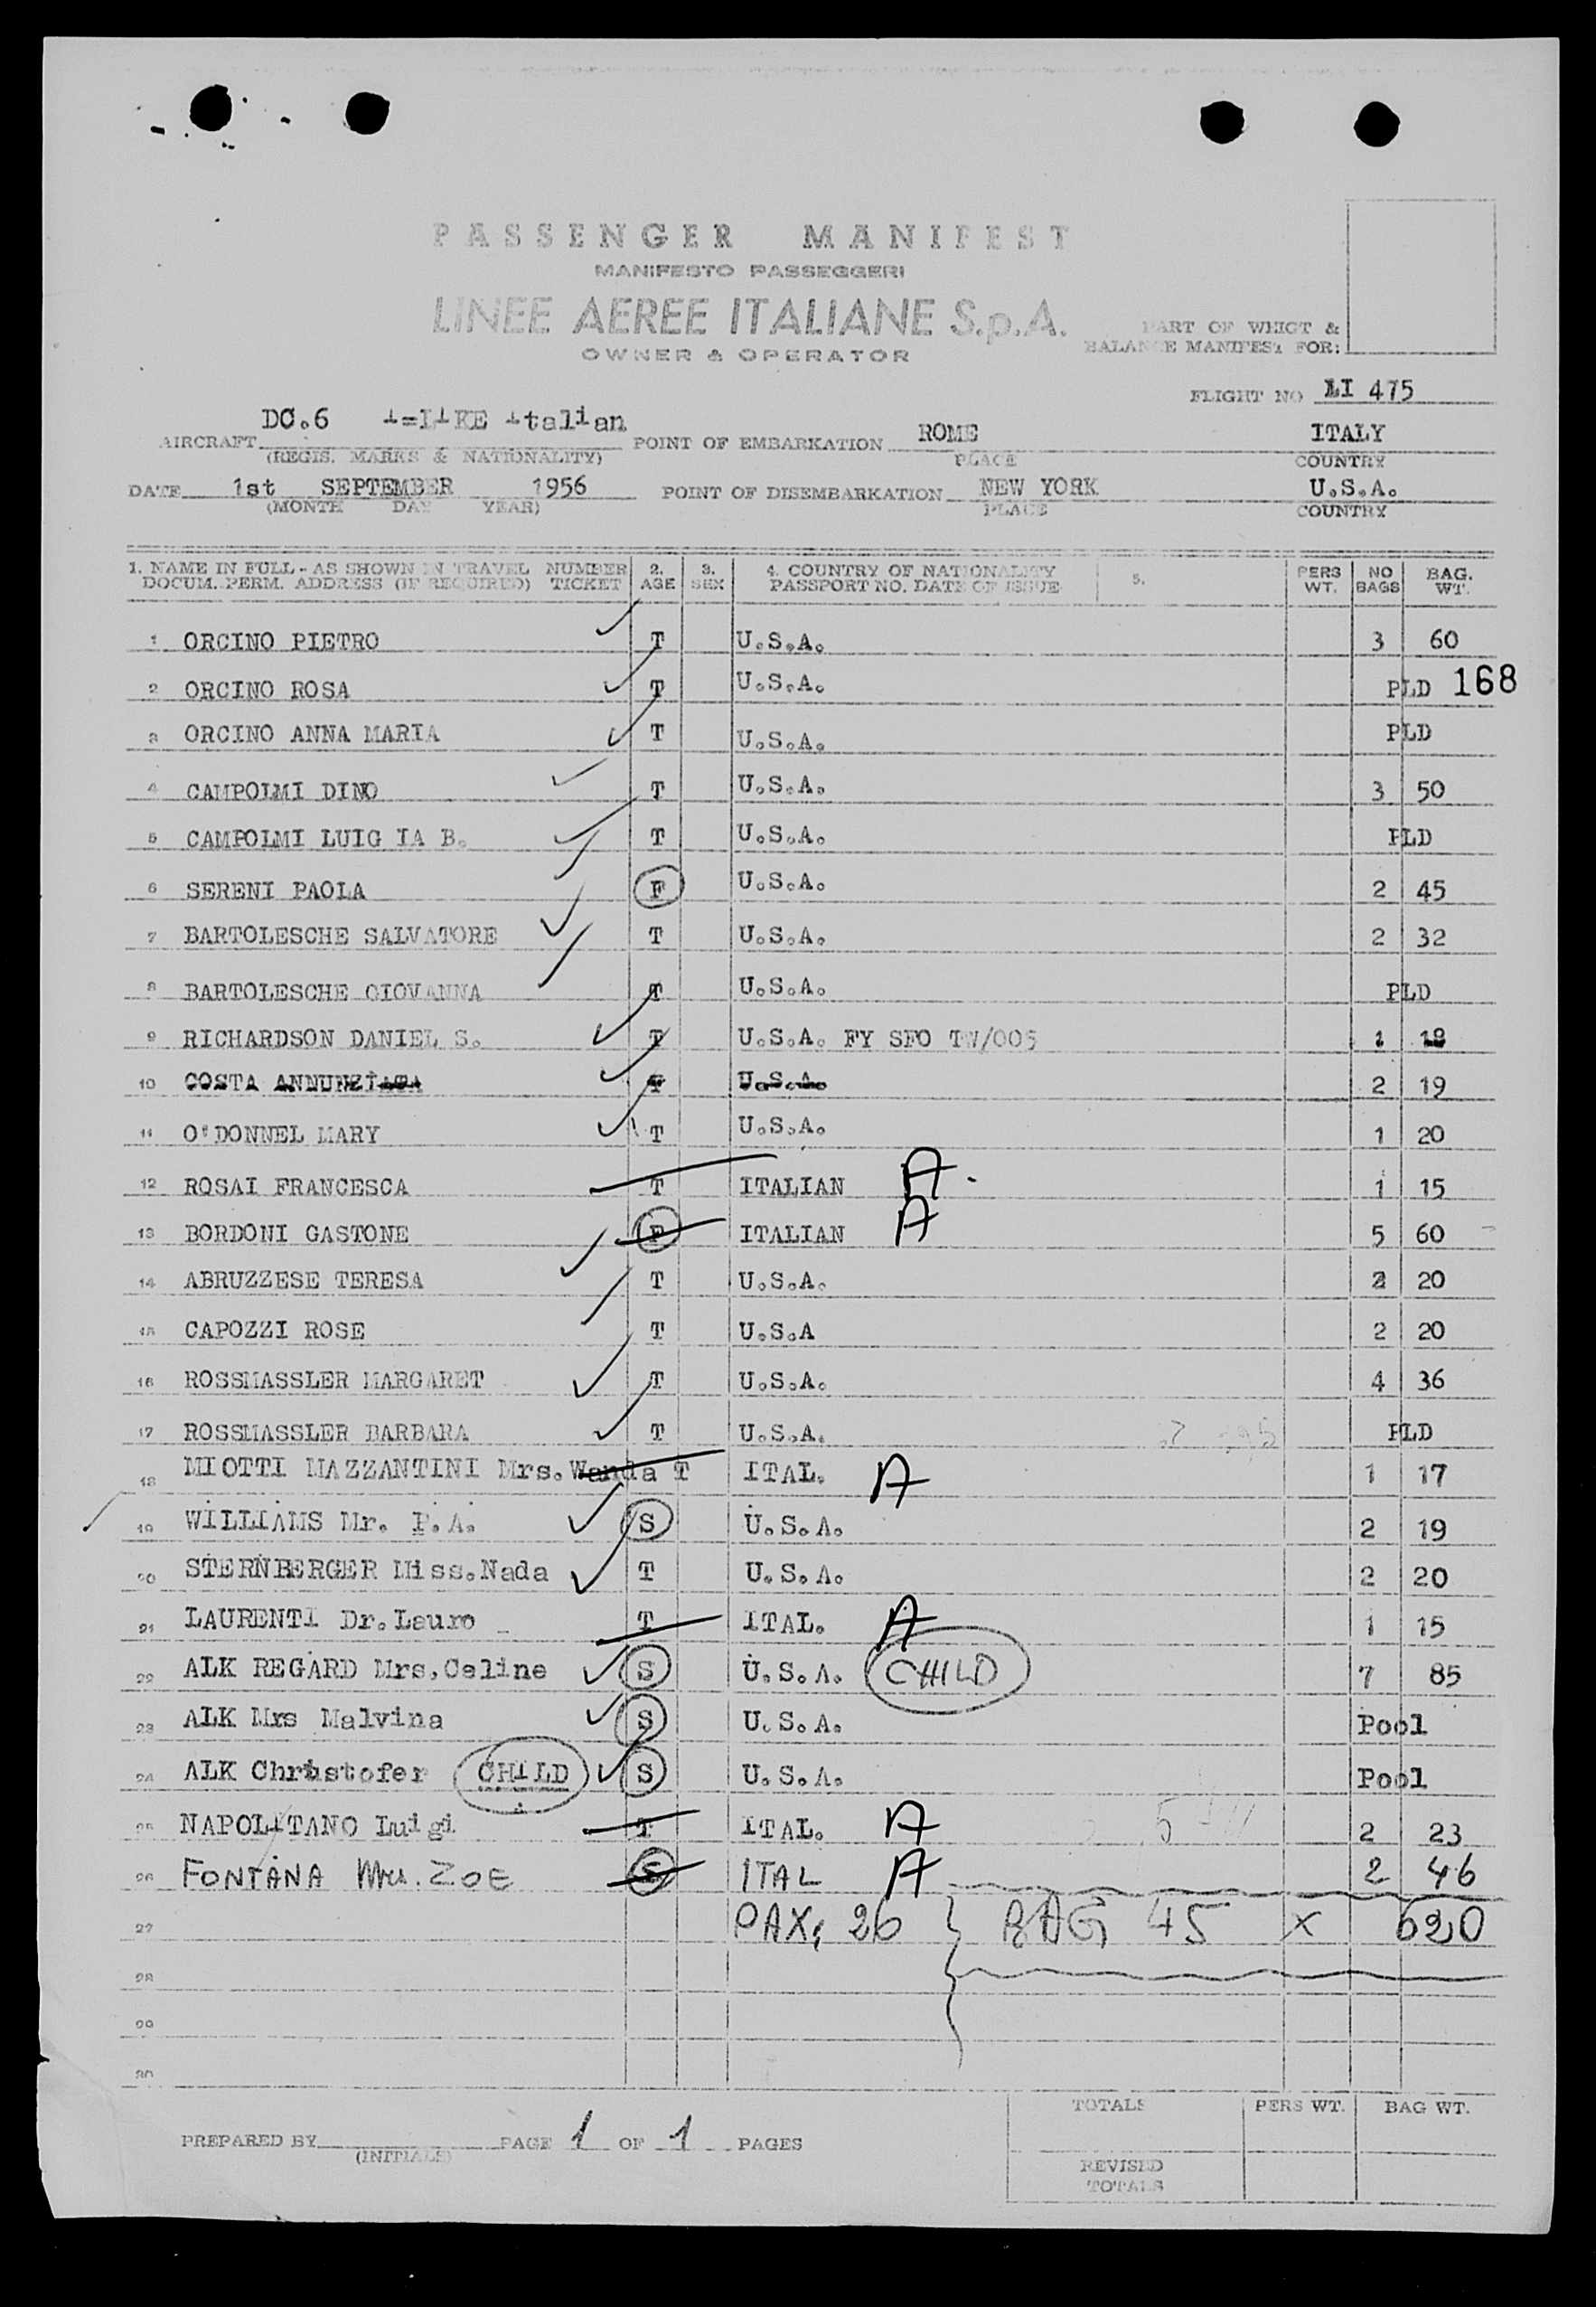 PASSENGER MANIFEST
MANIFESTO PASSEGGERI
LINEE AEREE ITALIANE S.p.A.
OWNER & OPERATOR
PART OF WHIGT &
BALANCE MANIFEST FOR:
FLIGHT NO LI 475
AIRCRAFT DC.6 I=LIKE Italian POINT OF EMBARKATION ROME ITALY
(REGIS. MARKS & NATIONALITY) PLACE COUNTRY
DATE 1st SEPTEMBER 1956 POINT OF DISEMBARKATION NEW YORK U.S.A.
(MONTH DAY YEAR) PLACE COUNTRY
1. NAME IN FULL - AS SHOWN IN TRAVEL NUMBER 2. 3. 4. COUNTRY OF NATIONALITY 5. PERS NO BAG.
DOCUM. PERM. ADDRESS (IF REQUIRED) TICKET AGE SEX PASSPORT NO. DATE OF ISSUE WT. BAGS WT.
1 ORCINO PIETRO T U.S.A. 3 60
2 ORCINO ROSA T U.S.A. PLD 168
3 ORCINO ANNA MARIA T U.S.A. PLD
4 CAMPOLMI DINO T U.S.A. 3 50
5 CAMPOLMI LUIG IA B. T U.S.A. PLD
6 SERENI PAOLA F U.S.A. 2 45
7 BARTOLESCHE SALVATORE T U.S.A. 2 32
8 BARTOLESCHE GIOVANNA T U.S.A. PLD
9 RICHARDSON DANIEL S. T U.S.A. FY SFO TW/005 1 18
10 COSTA ANNUNZIATA T U.S.A. 2 19
11 O'DONNEL MARY T U.S.A. 1 20
12 ROSAI FRANCESCA T ITALIAN A 1 15
13 BORDONI GASTONE F ITALIAN A 5 60
14 ABRUZZESE TERESA T U.S.A. 2 20
15 CAPOZZI ROSE T U.S.A 2 20
16 ROSSMASSLER MARGARET T U.S.A. 4 36
17 ROSSMASSLER BARBARA T U.S.A. PLD
18 MIOTTI MAZZANTINI Mrs. Wanda T ITAL. A 1 17
19 WILLIAMS Mr. P.A. S U.S.A. 2 19
20 STERNBERGER Miss.Nada T U.S.A. 2 20
21 LAURENTI Dr.Lauro T ITAL. A 1 15
22 ALK REGARD Mrs.Celine S U.S.A. CHILD 7 85
23 ALK Mrs Malvina S U.S.A. Pool
24 ALK Christofer CHILD S U.S.A. Pool
25 NAPOLITANO Luigi T ITAL. A 2 23
26 FONTANA Mrs. ZOE S ITAL A 2 46
27 PAX: 26 } BAG 45 X 620
28
29
30
TOTALS PERS WT. BAG WT.
PREPARED BY PAGE 1 OF 1 PAGES
(INITIALS)
REVISED
TOTALS